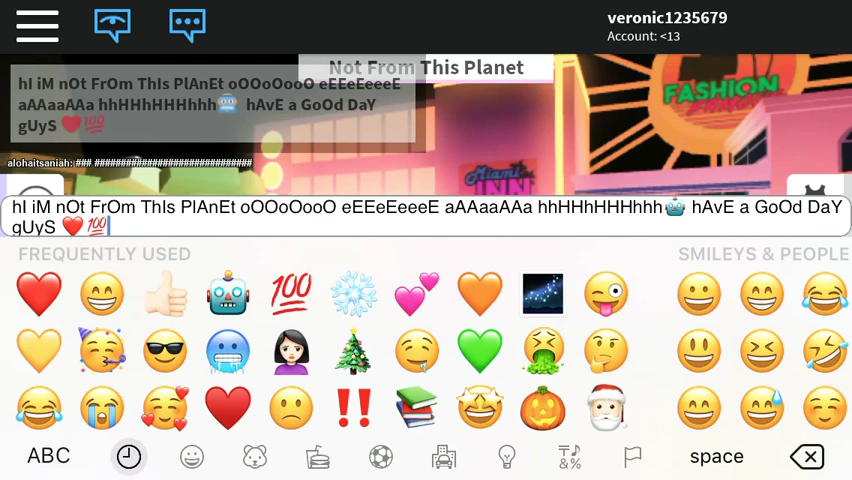 veronic1235679
Account: <13
Not From This Planet
hI iM nOt FrOm ThIs PlAnEt oOOoOooO eEEeEeeeE
aAAaaAAa hhHHhHHHhhh🤖 hAvE a GoOd DaY
gUyS ❤️💯
FASHION
alohaitsaniah: ### ##############################
Miami
INN
hI iM nOt FrOm ThIs PlAnEt oOOoOooO eEEeEeeeE aAAaaAAa hhHHhHHHhhh🤖 hAvE a GoOd DaY
gUyS ❤️💯
FREQUENTLY USED
SMILEYS & PEOPLE
ABC
space